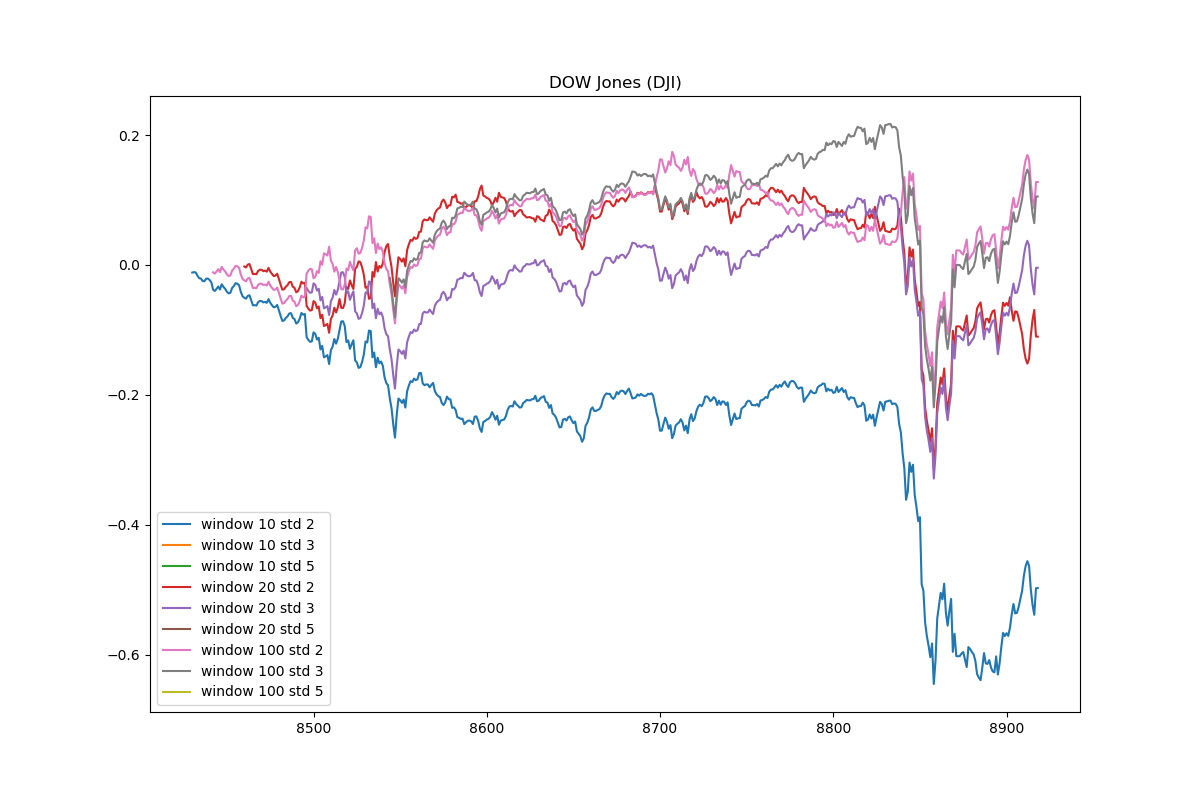 DOW Jones (DJI)
0.2
0.0
−0.2
−0.4
−0.6
window 10 std 2
window 10 std 3
window 10 std 5
window 20 std 2
window 20 std 3
window 20 std 5
window 100 std 2
window 100 std 3
window 100 std 5
8500 8600 8700 8800 8900